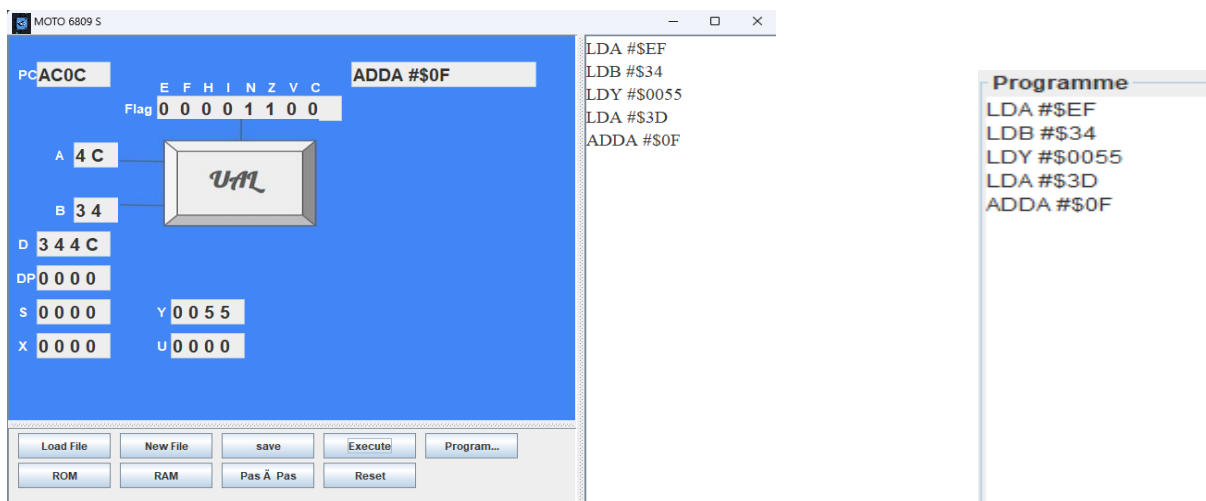 MOTO 6809 S
PC AC0C
ADDA #$0F
E F H I N Z V C
Flag 0 0 0 0 1 1 0 0
A 4 C
UAL
B 3 4
D 3 4 4 C
DP 0 0 0 0
S 0 0 0 0 Y 0 0 5 5
X 0 0 0 0 U 0 0 0 0
Load File New File save Execute Program...
ROM RAM Pas Ä Pas Reset
LDA #$EF
LDB #$34
LDY #$0055
LDA #$3D
ADDA #$0F
Programme
LDA #$EF
LDB #$34
LDY #$0055
LDA #$3D
ADDA #$0F